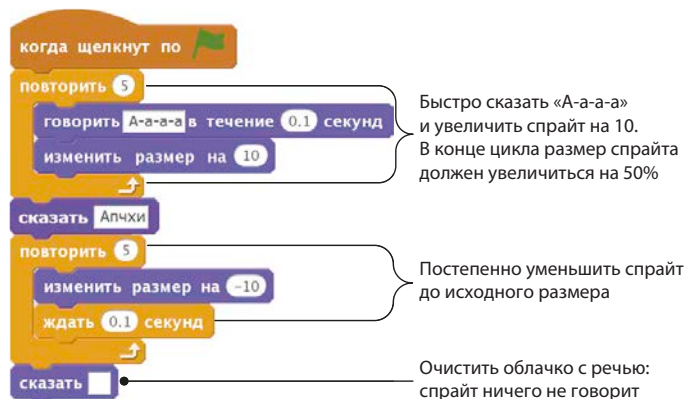 когда щелкнут по
повторить 5
говорить А-а-а-а в течение 0.1 секунд
изменить размер на 10
Быстро сказать «А-а-а-а»
и увеличить спрайт на 10.
В конце цикла размер спрайта
должен увеличиться на 50%
сказать Апчхи
повторить 5
изменить размер на -10
ждать 0.1 секунд
Постепенно уменьшить спрайт
до исходного размера
сказать
Очистить облачко с речью:
спрайт ничего не говорит